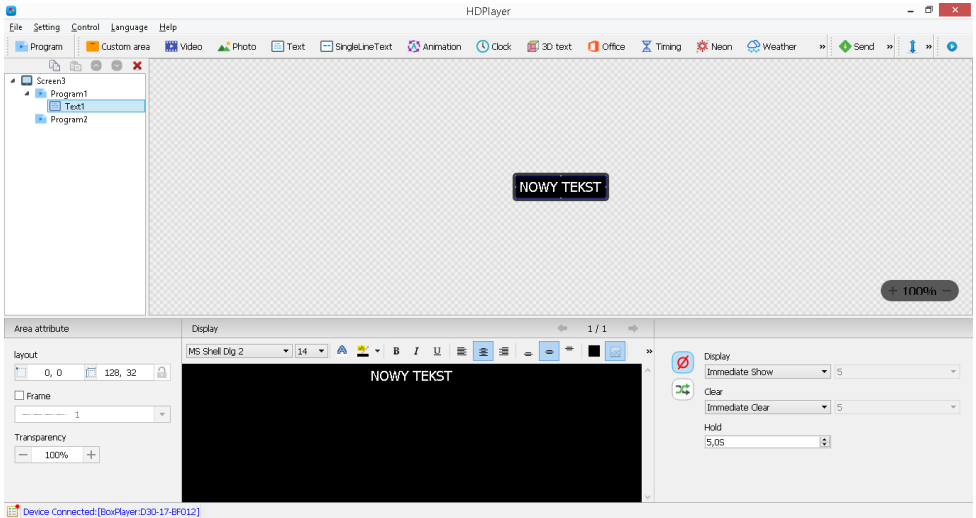 HDPlayer
File Setting Control Language Help
Program Custom area Video Photo Text SingleLineText Animation Clock 3D text Office Timing Neon Weather » Send » »
Screen3
Program1
Text1
Program2
NOWY TEKST
+ 100% −
Area attribute
Display 1 / 1
layout
0, 0 128, 32
Frame
1
Transparency
− 100% +
MS Shell Dlg 2 14 B I U »
NOWY TEKST
Display
Immediate Show 5
Clear
Immediate Clear 5
Hold
5,0S
Device Connected:[BoxPlayer:D30-17-BF012]